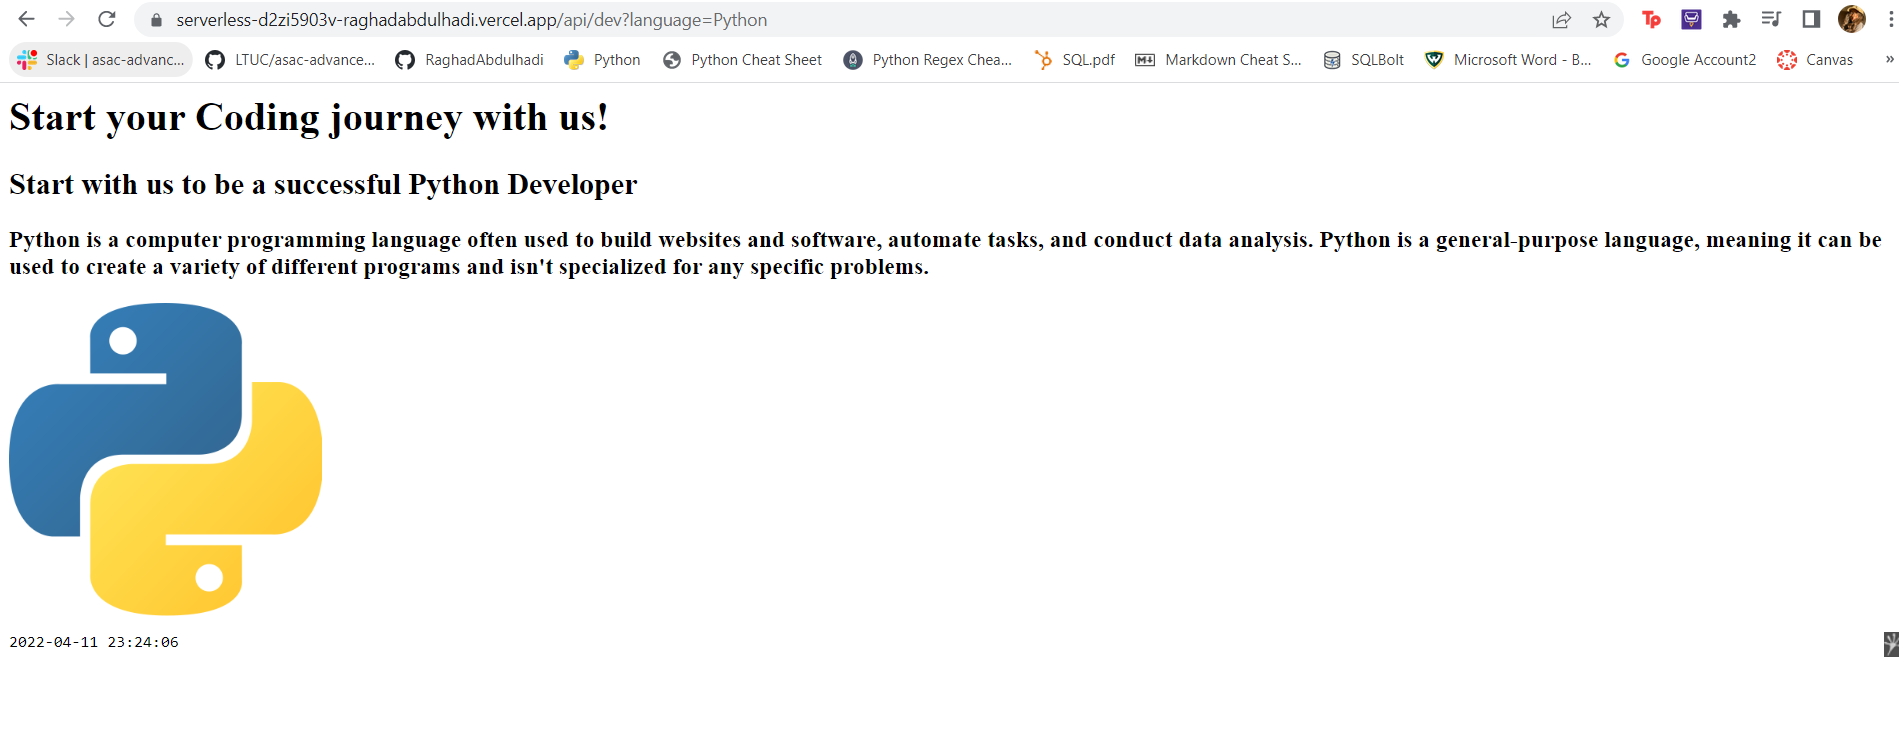 serverless-d2zi5903v-raghadabdulhadi.vercel.app/api/dev?language=Python
Tp
Slack | asac-advanc... LTUC/asac-advance... RaghadAbdulhadi Python Python Cheat Sheet Python Regex Chea... SQL.pdf Markdown Cheat S... SQLBolt Microsoft Word - B... Google Account2 Canvas »
Start your Coding journey with us!
Start with us to be a successful Python Developer
Python is a computer programming language often used to build websites and software, automate tasks, and conduct data analysis. Python is a general-purpose language, meaning it can be
used to create a variety of different programs and isn't specialized for any specific problems.
2022-04-11 23:24:06